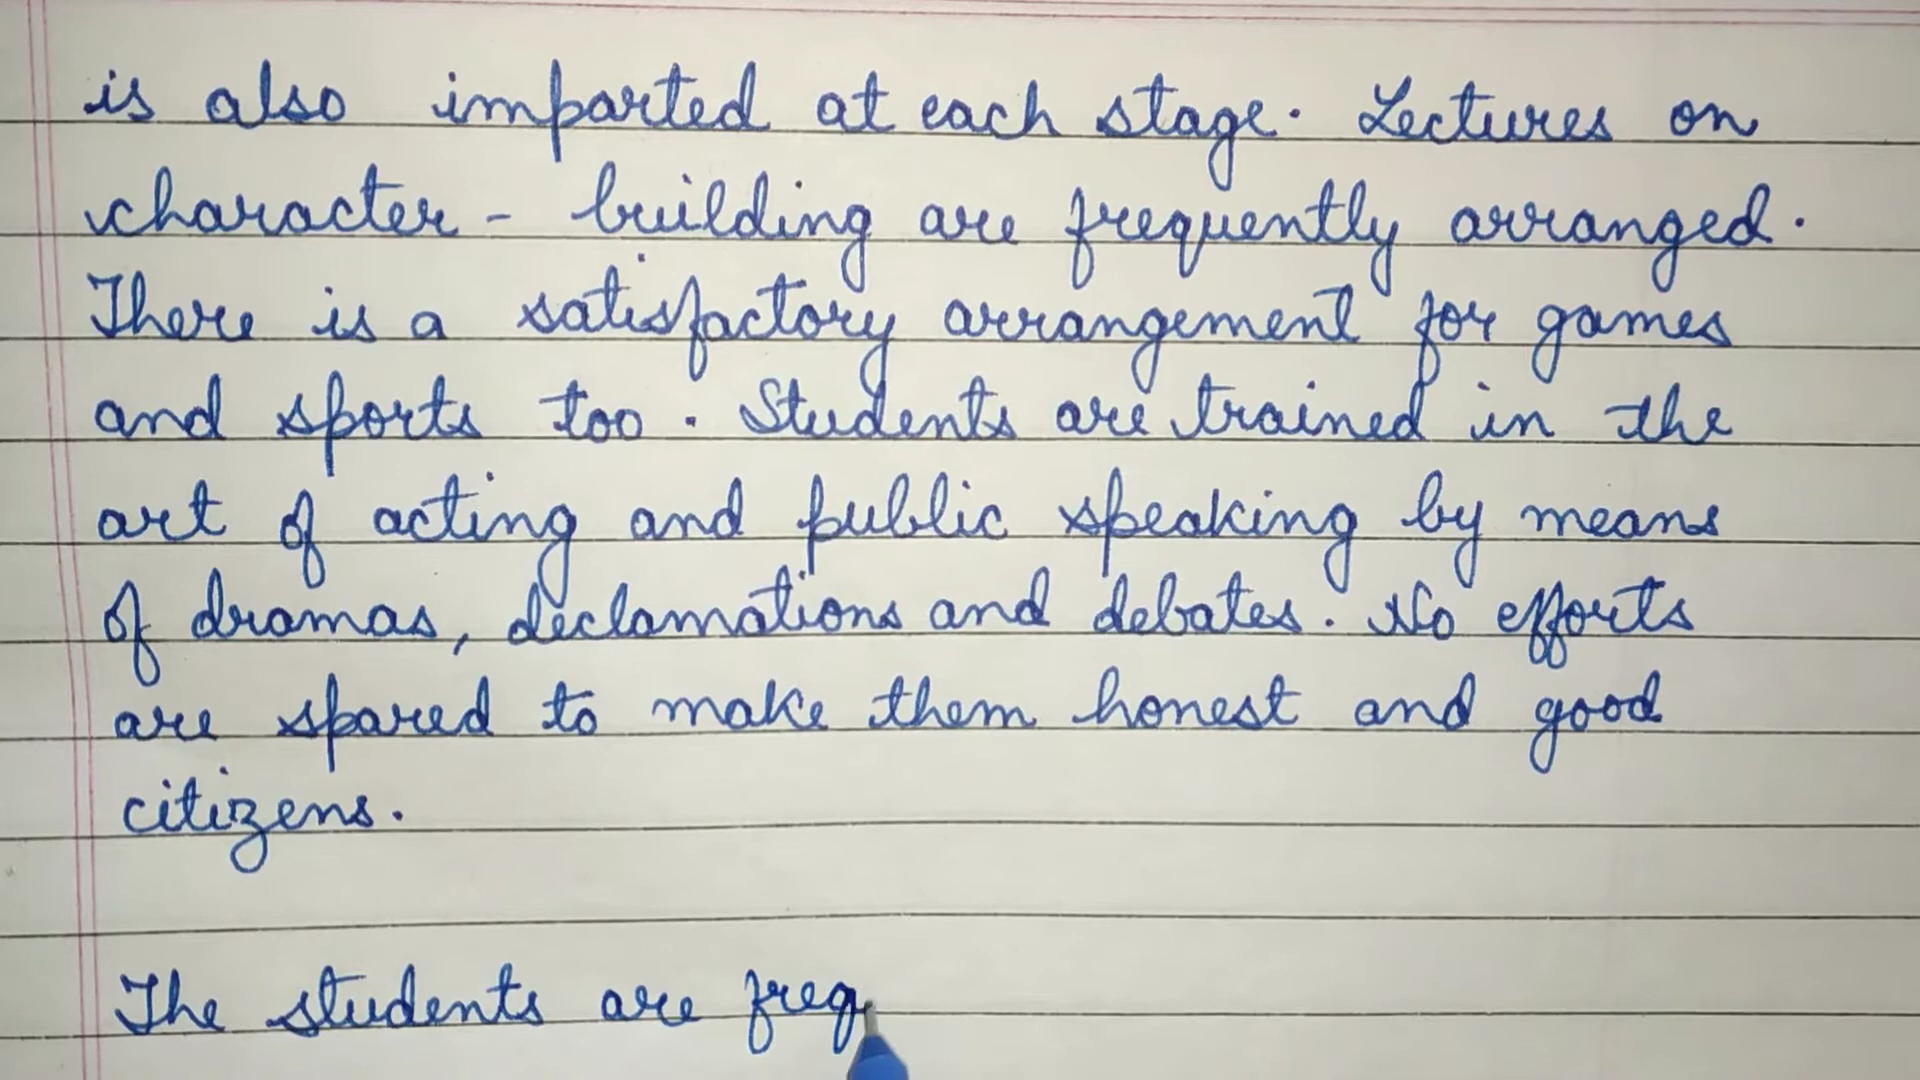 is also imparted at each stage. Lectures on
character - building are frequently arranged.
There is a satisfactory arrangement for games
and sports too. Students are trained in the
art of acting and public speaking by means
of dramas, declamations and debates. No efforts
are spared to make them honest and good
citizens.
The students are freq